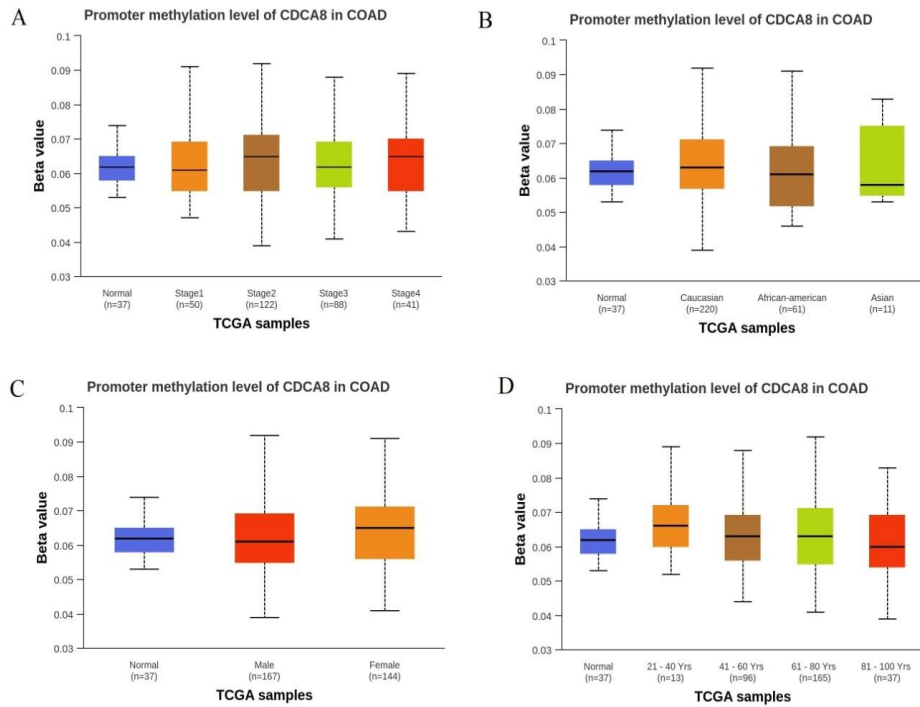 A
Promoter methylation level of CDCA8 in COAD
0.1
0.09
0.08
0.07
0.06
0.05
0.04
0.03
Beta value
Normal
(n=37)
Stage1
(n=50)
Stage2
(n=122)
Stage3
(n=88)
Stage4
(n=41)
TCGA samples
B
Promoter methylation level of CDCA8 in COAD
0.1
0.09
0.08
0.07
0.06
0.05
0.04
0.03
Beta value
Normal
(n=37)
Caucasian
(n=220)
African-american
(n=61)
Asian
(n=11)
TCGA samples
C
Promoter methylation level of CDCA8 in COAD
0.1
0.09
0.08
0.07
0.06
0.05
0.04
0.03
Beta value
Normal
(n=37)
Male
(n=167)
Female
(n=144)
TCGA samples
D
Promoter methylation level of CDCA8 in COAD
0.1
0.09
0.08
0.07
0.06
0.05
0.04
0.03
Beta value
Normal
(n=37)
21 - 40 Yrs
(n=13)
41 - 60 Yrs
(n=96)
61 - 80 Yrs
(n=165)
81 - 100 Yrs
(n=37)
TCGA samples